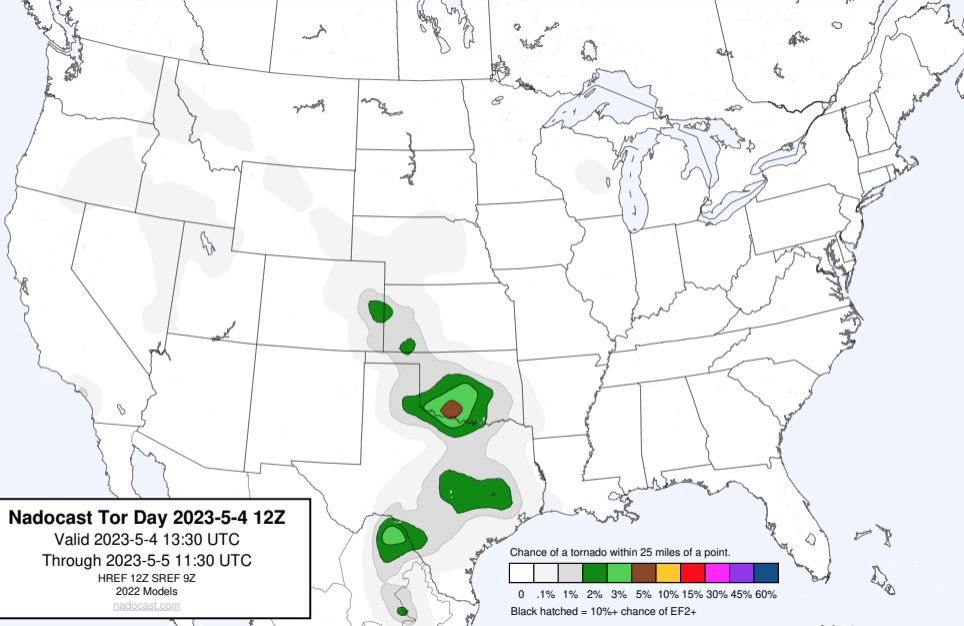 Nadocast Tor Day 2023-5-4 12Z
Valid 2023-5-4 13:30 UTC
Through 2023-5-5 11:30 UTC
HREF 12Z SREF 9Z
2022 Models
nadocast.com
Chance of a tornado within 25 miles of a point.
0 .1% 1% 2% 3% 5% 10% 15% 30% 45% 60%
Black hatched = 10%+ chance of EF2+